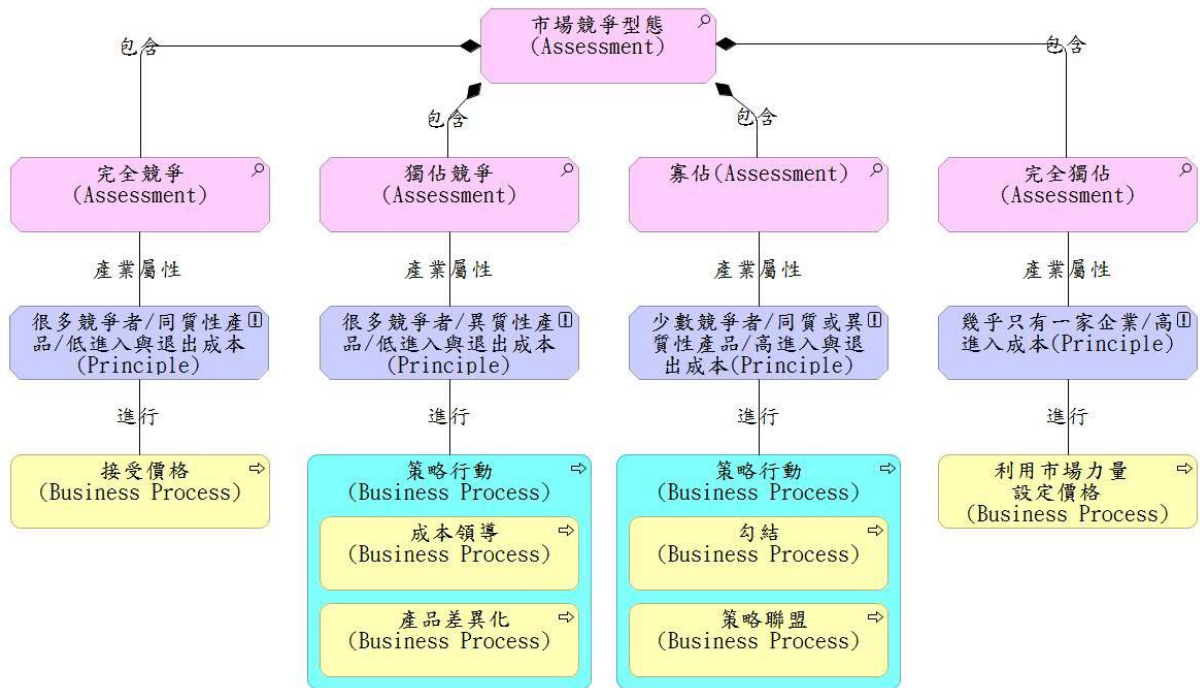 市場競爭型態
(Assessment)
包含
包含
包含
包含
完全競爭
(Assessment)
獨佔競爭
(Assessment)
寡佔(Assessment)
完全獨佔
(Assessment)
產業屬性
產業屬性
產業屬性
產業屬性
很多競爭者/同質性產
品/低進入與退出成本
(Principle)
很多競爭者/異質性產
品/低進入與退出成本
(Principle)
少數競爭者/同質或異
質性產品/高進入與退
出成本(Principle)
幾乎只有一家企業/高
進入成本(Principle)
進行
進行
進行
進行
接受價格
(Business Process)
策略行動
(Business Process)
成本領導
(Business Process)
產品差異化
(Business Process)
策略行動
(Business Process)
勾結
(Business Process)
策略聯盟
(Business Process)
利用市場力量
設定價格
(Business Process)